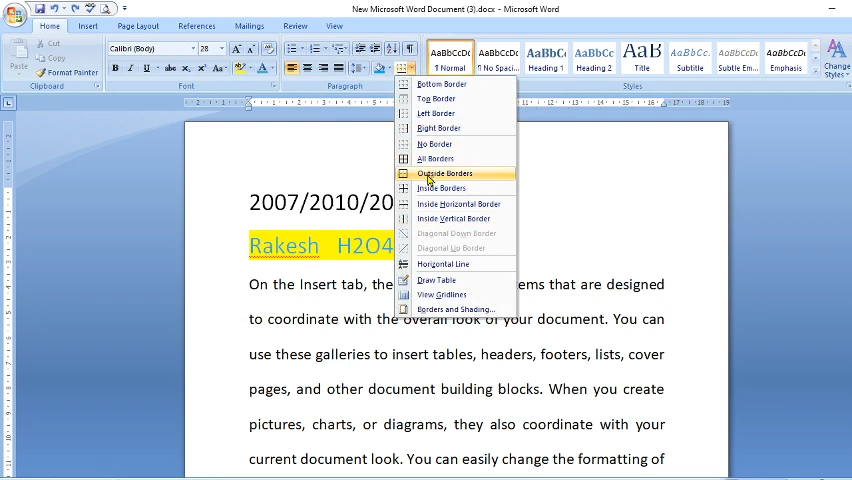 New Microsoft Word Document (3).docx - Microsoft Word
Home Insert Page Layout References Mailings Review View
Paste
Cut
Copy
Format Painter
Clipboard
Calibri (Body) 28
Font
Paragraph
AaBbCcDc AaBbCcDc AaBbC AaBbCc AaB AaBbCc. AaBbCcDc AaBbCcDc
¶ Normal ¶ No Spaci... Heading 1 Heading 2 Title Subtitle Subtle Em... Emphasis
Change
Styles
Styles
Bottom Border
Top Border
Left Border
Right Border
No Border
All Borders
Outside Borders
Inside Borders
Inside Horizontal Border
Inside Vertical Border
Diagonal Down Border
Diagonal Up Border
Horizontal Line
Draw Table
View Gridlines
Borders and Shading...
2007/2010/20
Rakesh H2O4
On the Insert tab, the ems that are designed
to coordinate with the overall look of your document. You can
use these galleries to insert tables, headers, footers, lists, cover
pages, and other document building blocks. When you create
pictures, charts, or diagrams, they also coordinate with your
current document look. You can easily change the formatting of